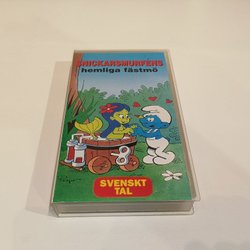 SNICKARSMURFENS
hemliga fästmö
SVENSKT
TAL